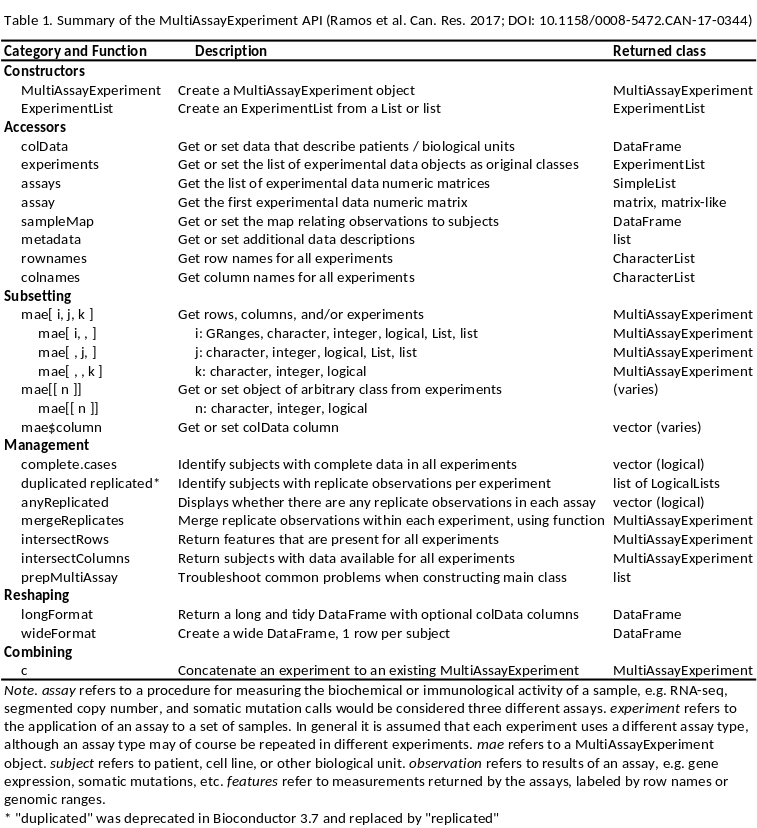 Table 1. Summary of the MultiAssayExperiment API (Ramos et al. Can. Res. 2017; DOI: 10.1158/0008-5472.CAN-17-0344)
Category and Function Description Returned class
Constructors
MultiAssayExperiment Create a MultiAssayExperiment object MultiAssayExperiment
ExperimentList Create an ExperimentList from a List or list ExperimentList
Accessors
colData Get or set data that describe patients / biological units DataFrame
experiments Get or set the list of experimental data objects as original classes ExperimentList
assays Get the list of experimental data numeric matrices SimpleList
assay Get the first experimental data numeric matrix matrix, matrix-like
sampleMap Get or set the map relating observations to subjects DataFrame
metadata Get or set additional data descriptions list
rownames Get row names for all experiments CharacterList
colnames Get column names for all experiments CharacterList
Subsetting
mae[ i, j, k ] Get rows, columns, and/or experiments MultiAssayExperiment
mae[ i, , ] i: GRanges, character, integer, logical, List, list MultiAssayExperiment
mae[ , j, ] j: character, integer, logical, List, list MultiAssayExperiment
mae[ , , k ] k: character, integer, logical MultiAssayExperiment
mae[[ n ]] Get or set object of arbitrary class from experiments (varies)
mae[[ n ]] n: character, integer, logical
mae$column Get or set colData column vector (varies)
Management
complete.cases Identify subjects with complete data in all experiments vector (logical)
duplicated replicated* Identify subjects with replicate observations per experiment list of LogicalLists
anyReplicated Displays whether there are any replicate observations in each assay vector (logical)
mergeReplicates Merge replicate observations within each experiment, using function MultiAssayExperiment
intersectRows Return features that are present for all experiments MultiAssayExperiment
intersectColumns Return subjects with data available for all experiments MultiAssayExperiment
prepMultiAssay Troubleshoot common problems when constructing main class list
Reshaping
longFormat Return a long and tidy DataFrame with optional colData columns DataFrame
wideFormat Create a wide DataFrame, 1 row per subject DataFrame
Combining
c Concatenate an experiment to an existing MultiAssayExperiment MultiAssayExperiment
Note. assay refers to a procedure for measuring the biochemical or immunological activity of a sample, e.g. RNA-seq,
segmented copy number, and somatic mutation calls would be considered three different assays. experiment refers to
the application of an assay to a set of samples. In general it is assumed that each experiment uses a different assay type,
although an assay type may of course be repeated in different experiments. mae refers to a MultiAssayExperiment
object. subject refers to patient, cell line, or other biological unit. observation refers to results of an assay, e.g. gene
expression, somatic mutations, etc. features refer to measurements returned by the assays, labeled by row names or
genomic ranges.
* "duplicated" was deprecated in Bioconductor 3.7 and replaced by "replicated"